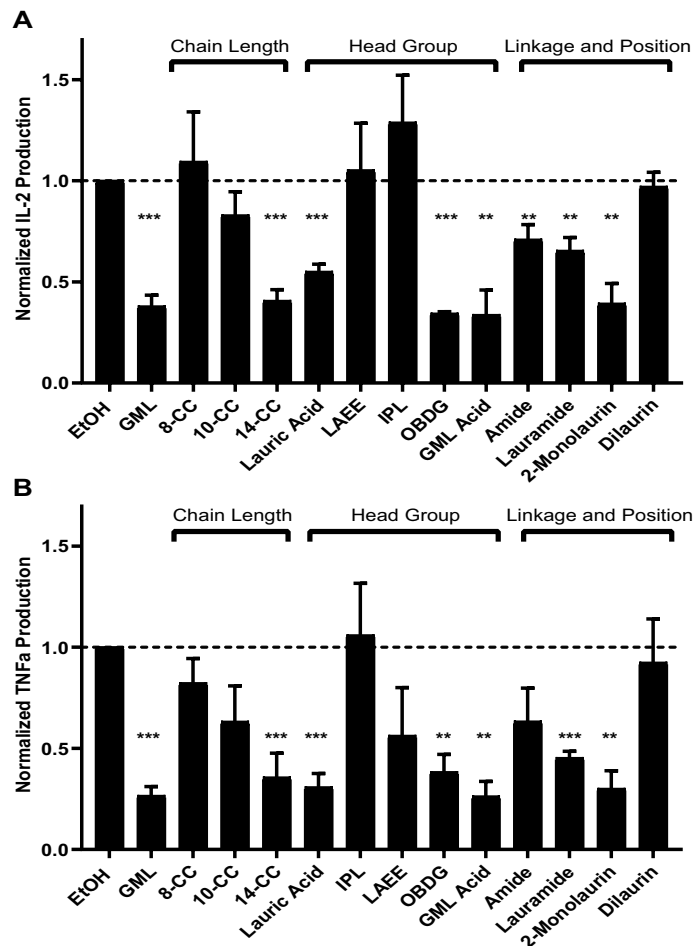 A
Chain Length Head Group Linkage and Position
Normalized IL-2 Production
1.5
1.0
0.5
0.0
*** *** *** *** ** ** ** **
EtOH GML 8-CC 10-CC 14-CC Lauric Acid LAEE IPL OBDG GML Acid Amide Lauramide 2-Monolaurin Dilaurin
B
Chain Length Head Group Linkage and Position
Normalized TNFa Production
1.5
1.0
0.5
0.0
*** *** *** ** ** *** **
EtOH GML 8-CC 10-CC 14-CC Lauric Acid IPL LAEE OBDG GML Acid Amide Lauramide 2-Monolaurin Dilaurin